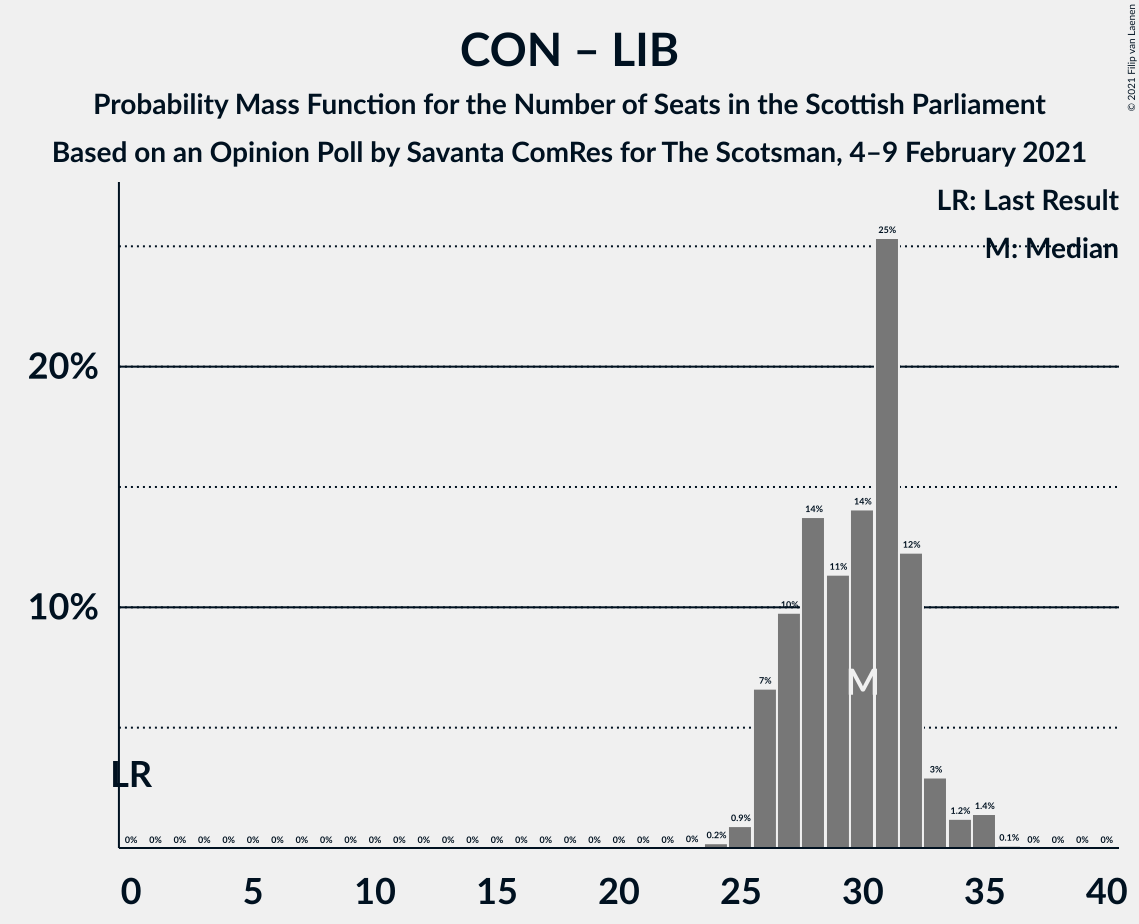 CON – LIB
Probability Mass Function for the Number of Seats in the Scottish Parliament
Based on an Opinion Poll by Savanta ComRes for The Scotsman, 4–9 February 2021
© 2021 Filip van Laenen
LR: Last Result
M: Median
20%
10%
LR
M
0% 0% 0% 0% 0% 0% 0% 0% 0% 0% 0% 0% 0% 0% 0% 0% 0% 0% 0% 0% 0% 0% 0% 0% 0.2% 0.9% 7% 10% 14% 11% 14% 25% 12% 3% 1.2% 1.4% 0.1% 0% 0% 0% 0%
0 5 10 15 20 25 30 35 40